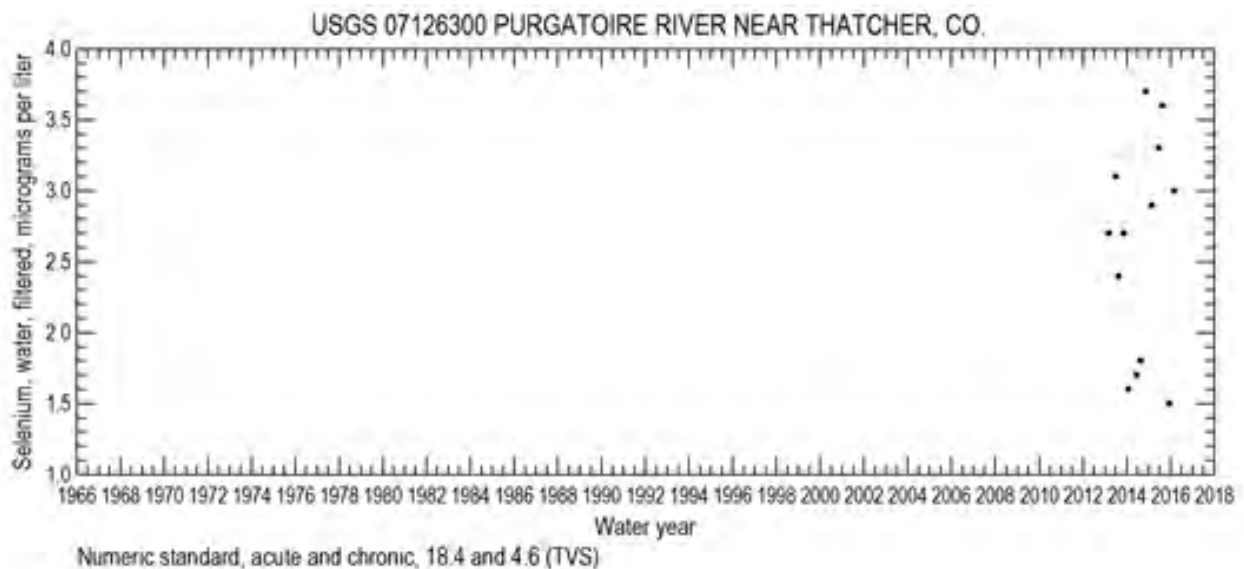 USGS 07126300 PURGATOIRE RIVER NEAR THATCHER, CO.
Selenium, water, filtered, micrograms per liter
4.0
3.5
3.0
2.5
2.0
1.5
1.0
1966 1968 1970 1972 1974 1976 1978 1980 1982 1984 1986 1988 1990 1992 1994 1996 1998 2000 2002 2004 2006 2008 2010 2012 2014 2016 2018
Water year
Numeric standard, acute and chronic, 18.4 and 4.6 (TVS)